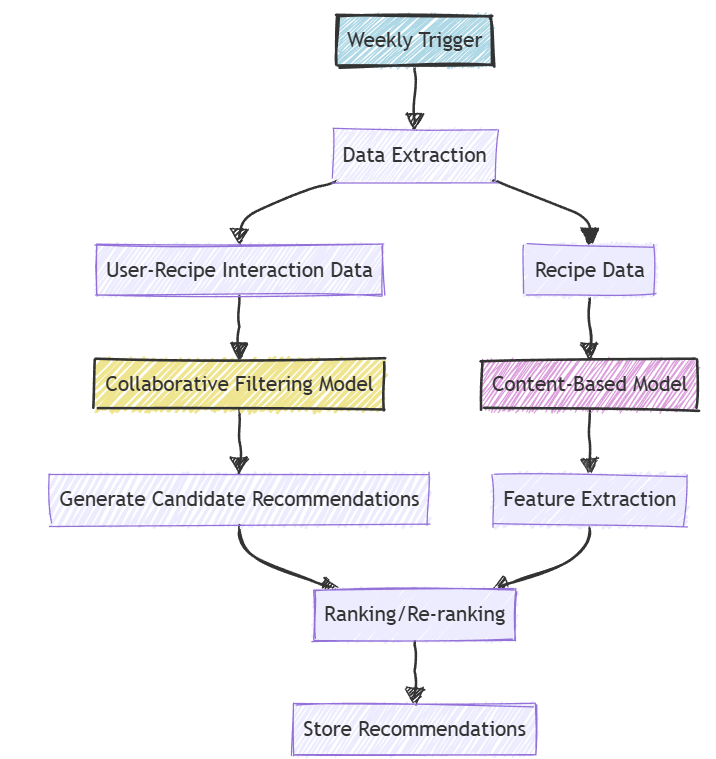 Weekly Trigger
Data Extraction
User-Recipe Interaction Data
Recipe Data
Collaborative Filtering Model
Content-Based Model
Generate Candidate Recommendations
Feature Extraction
Ranking/Re-ranking
Store Recommendations